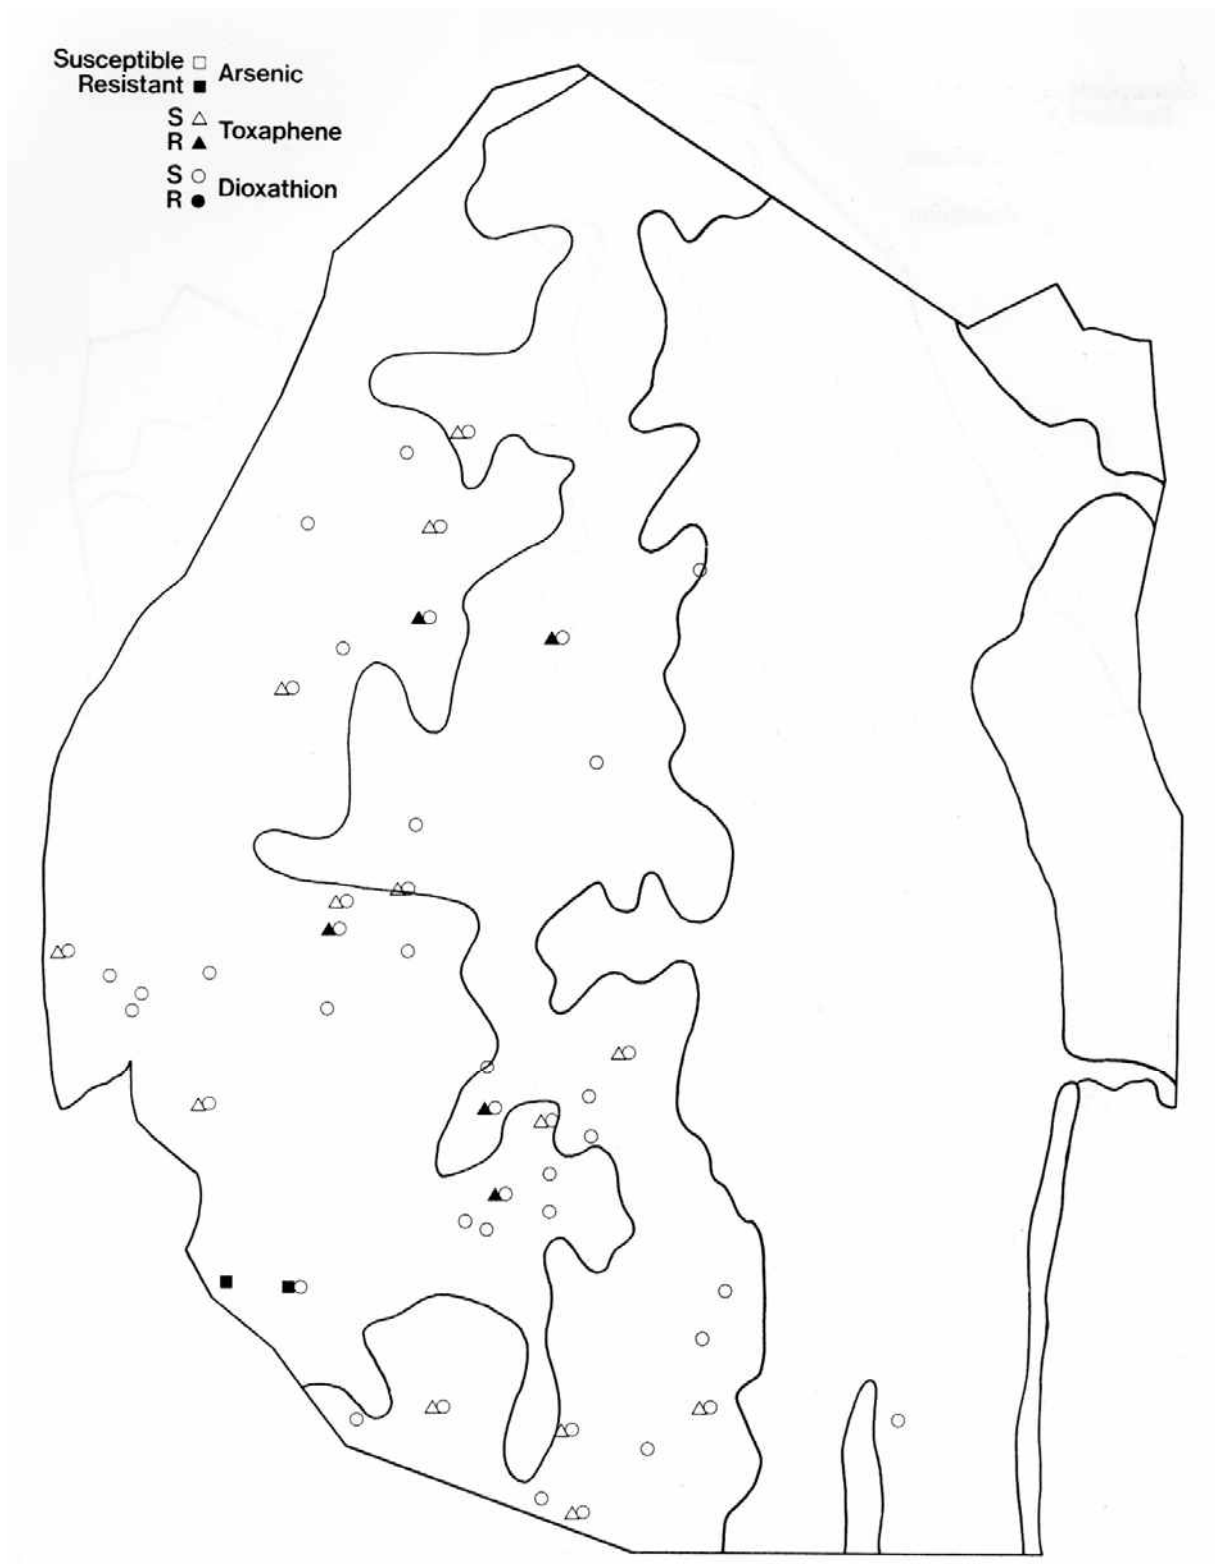 Susceptible □ Arsenic
Resistant ■
S △ Toxaphene
R ▲
S ○ Dioxathion
R ●